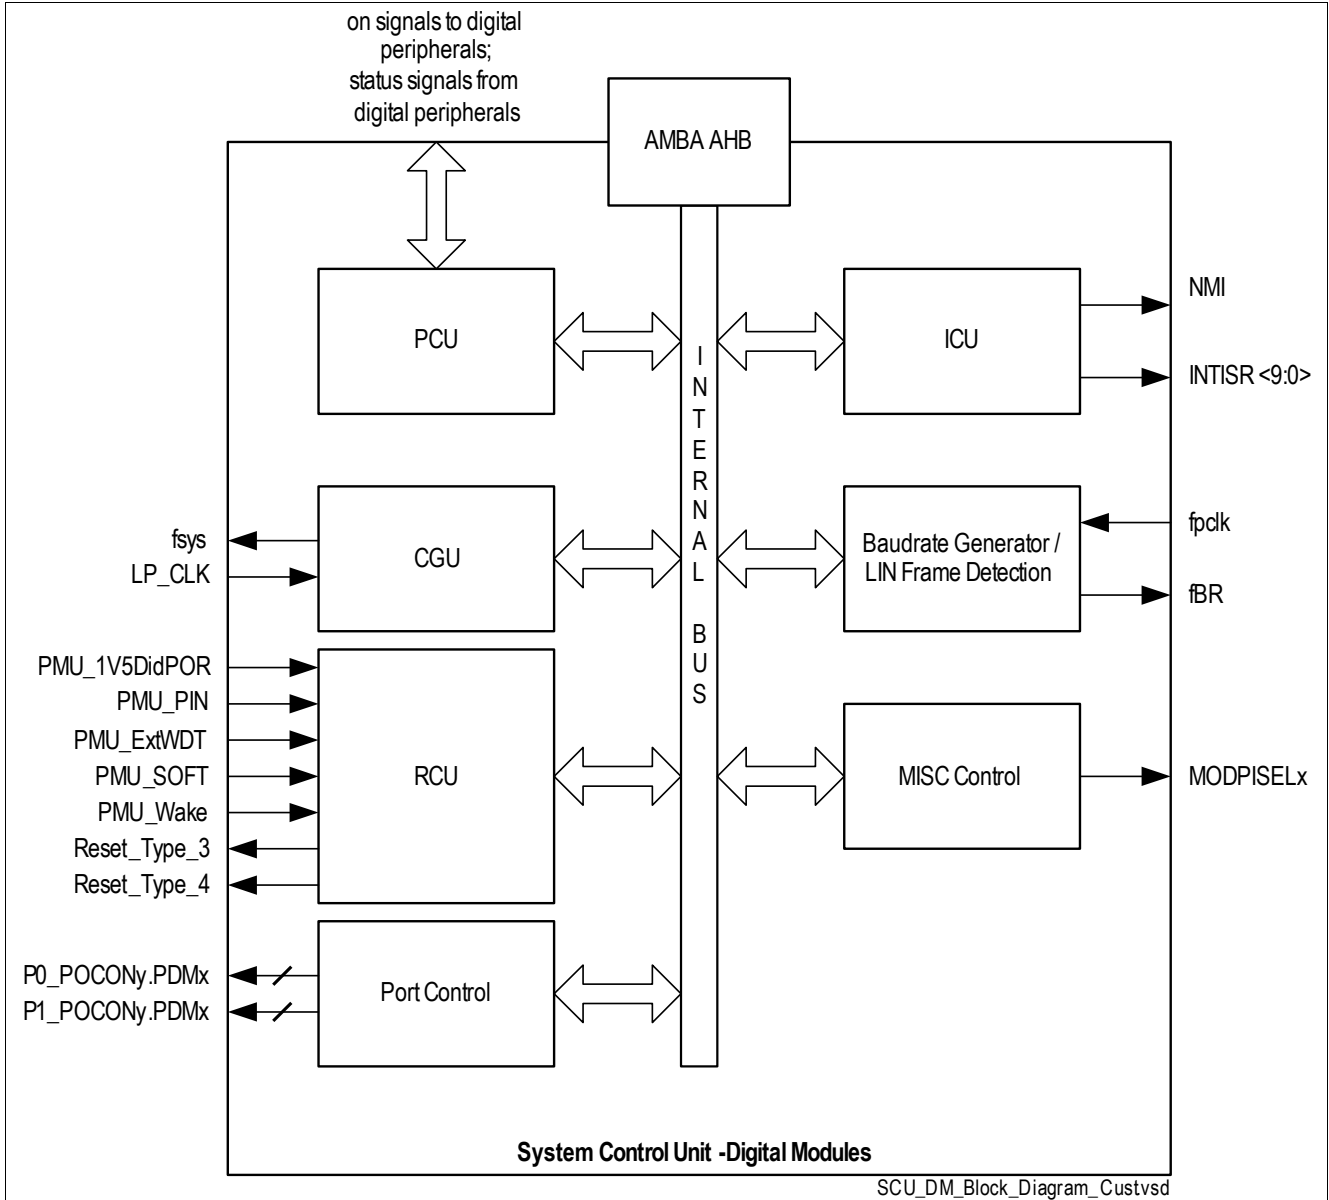 on signals to digital
peripherals;
status signals from
digital peripherals
AMBA AHB
PCU
ICU
NMI
INTISR <9:0>
INTERNAL BUS
fsys
LP_CLK
CGU
Baudrate Generator /
LIN Frame Detection
fpclk
fBR
PMU_1V5DidPOR
PMU_PIN
PMU_ExtWDT
PMU_SOFT
PMU_Wake
Reset_Type_3
Reset_Type_4
RCU
MISC Control
MODPISELx
P0_POCONy.PDMx
P1_POCONy.PDMx
Port Control
System Control Unit -Digital Modules
SCU_DM_Block_Diagram_Custvsd